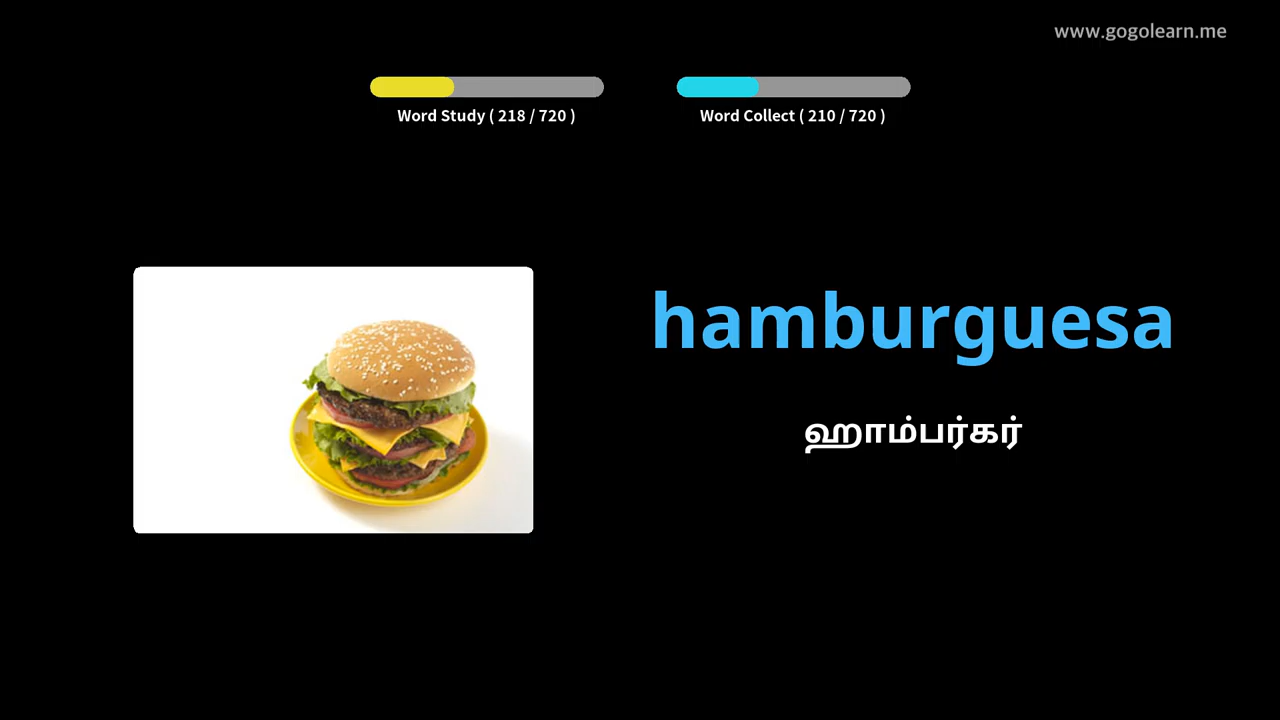 www.gogolearn.me
Word Study ( 218 / 720 )
Word Collect ( 210 / 720 )
hamburguesa
ஹாம்பர்கர்